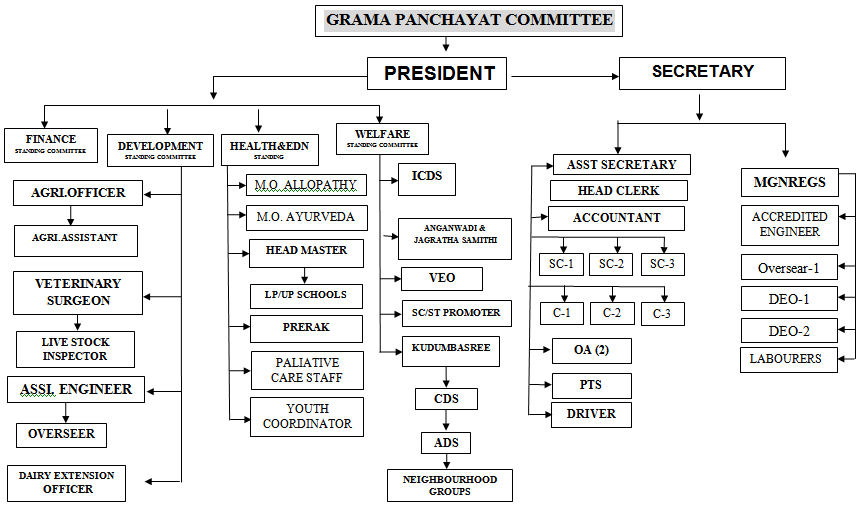 GRAMA PANCHAYAT COMMITTEE
PRESIDENT
SECRETARY
FINANCE
STANDING COMMITTEE
DEVELOPMENT
STANDING COMMITTEE
HEALTH&EDN
STANDING
WELFARE
STANDING COMMITTEE
AGRI.OFFICER
AGRI.ASSISTANT
VETERINARY
SURGEON
LIVE STOCK
INSPECTOR
ASSI. ENGINEER
OVERSEER
DAIRY EXTENSION
OFFICER
M.O. ALLOPATHY
M.O. AYURVEDA
HEAD MASTER
LP/UP SCHOOLS
PRERAK
PALIATIVE
CARE STAFF
YOUTH
COORDINATOR
ICDS
ANGANWADI &
JAGRATHA SAMITHI
VEO
SC/ST PROMOTER
KUDUMBASREE
CDS
ADS
NEIGHBOURHOOD
GROUPS
ASST SECRETARY
HEAD CLERK
ACCOUNTANT
SC-1
SC-2
SC-3
C-1
C-2
C-3
OA (2)
PTS
DRIVER
MGNREGS
ACCREDITED
ENGINEER
Oversear-1
DEO-1
DEO-2
LABOURERS